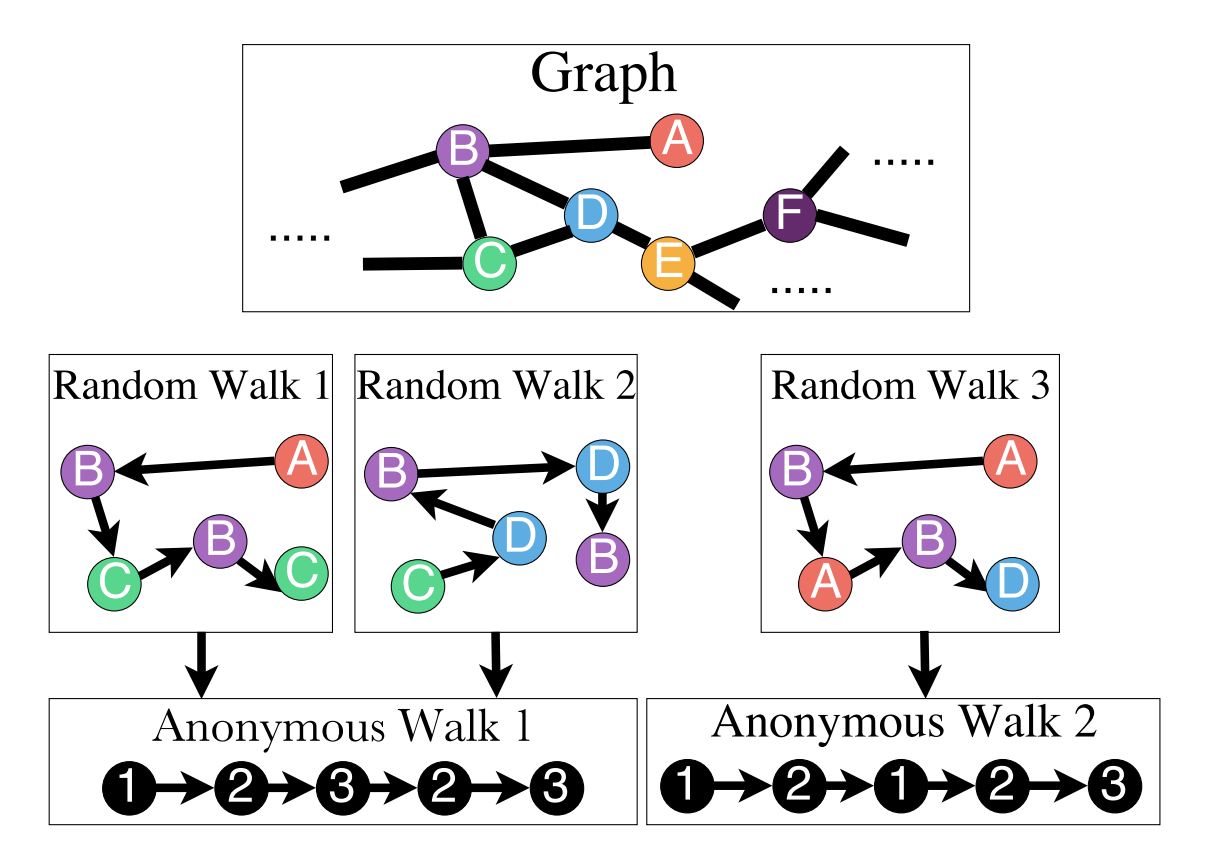 Graph
B A
..... 
D F
.....
C E
.....
Random Walk 1
B A
B
C C
Random Walk 2
B D
D
C B
Random Walk 3
B A
B
A D
Anonymous Walk 1
1 2 3 2 3
Anonymous Walk 2
1 2 1 2 3